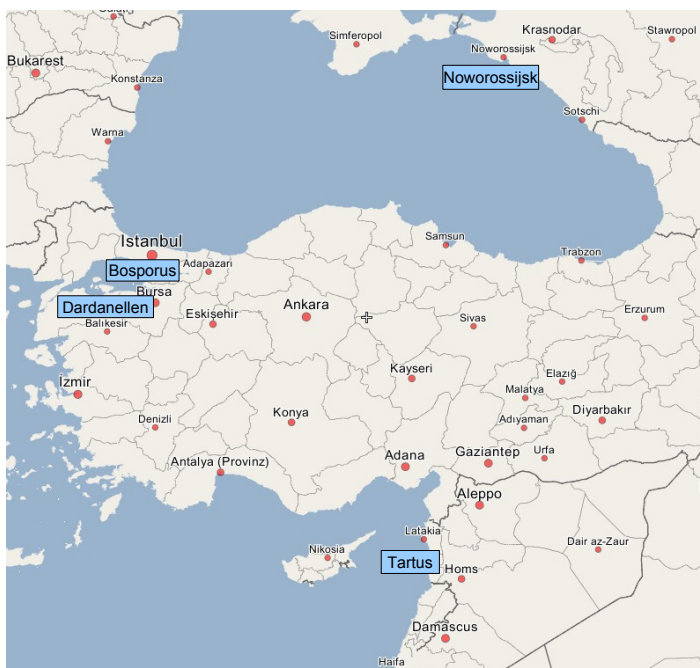 Galați
Simferopol
Krasnodar
Stawropol
Noworossijsk
Bukarest
Noworossijsk
Konstanza
Sotschi
Warna
Istanbul
Samsun
Trabzon
Bosporus
Adapazarı
Bursa
Dardanellen
Ankara
Eskişehir
Sivas
Erzurum
Balıkesir
Kayseri
Elazığ
İzmir
Malatya
Denizli
Konya
Adıyaman
Diyarbakır
Antalya (Provinz)
Adana
Gaziantep
Urfa
Aleppo
Latakia
Nikosia
Dair az-Zaur
Tartus
Homs
Damascus
Haifa